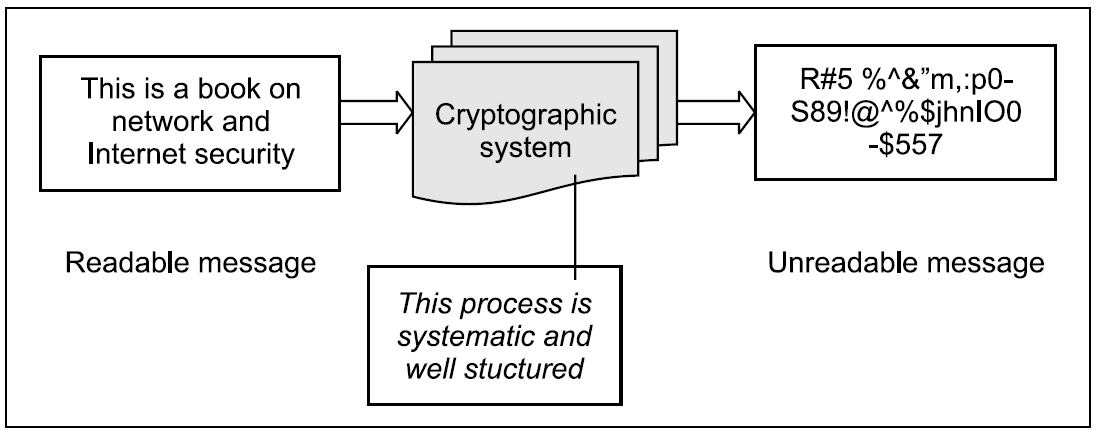 This is a book on
network and
Internet security
Cryptographic
system
R#5 %^&”m,:p0-
S89!@^%$jhnIO0
-$557
Readable message
Unreadable message
This process is
systematic and
well stuctured